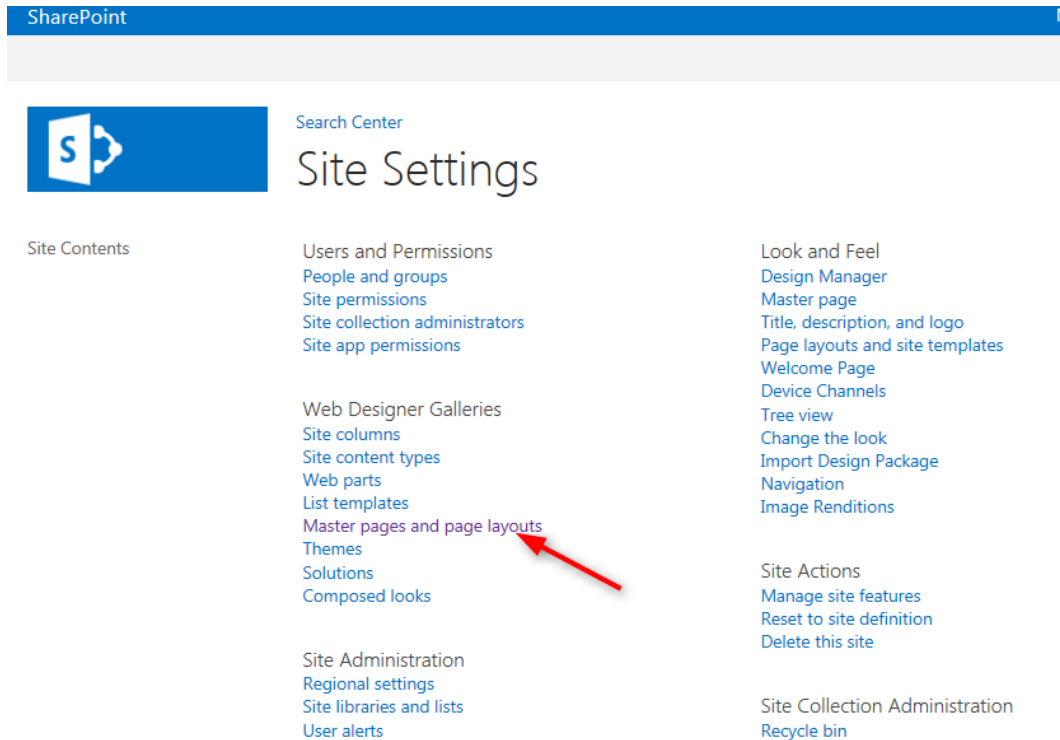 SharePoint
S
Search Center
Site Settings
Site Contents
Users and Permissions
People and groups
Site permissions
Site collection administrators
Site app permissions
Web Designer Galleries
Site columns
Site content types
Web parts
List templates
Master pages and page layouts
Themes
Solutions
Composed looks
Site Administration
Regional settings
Site libraries and lists
User alerts
Look and Feel
Design Manager
Master page
Title, description, and logo
Page layouts and site templates
Welcome Page
Device Channels
Tree view
Change the look
Import Design Package
Navigation
Image Renditions
Site Actions
Manage site features
Reset to site definition
Delete this site
Site Collection Administration
Recycle bin